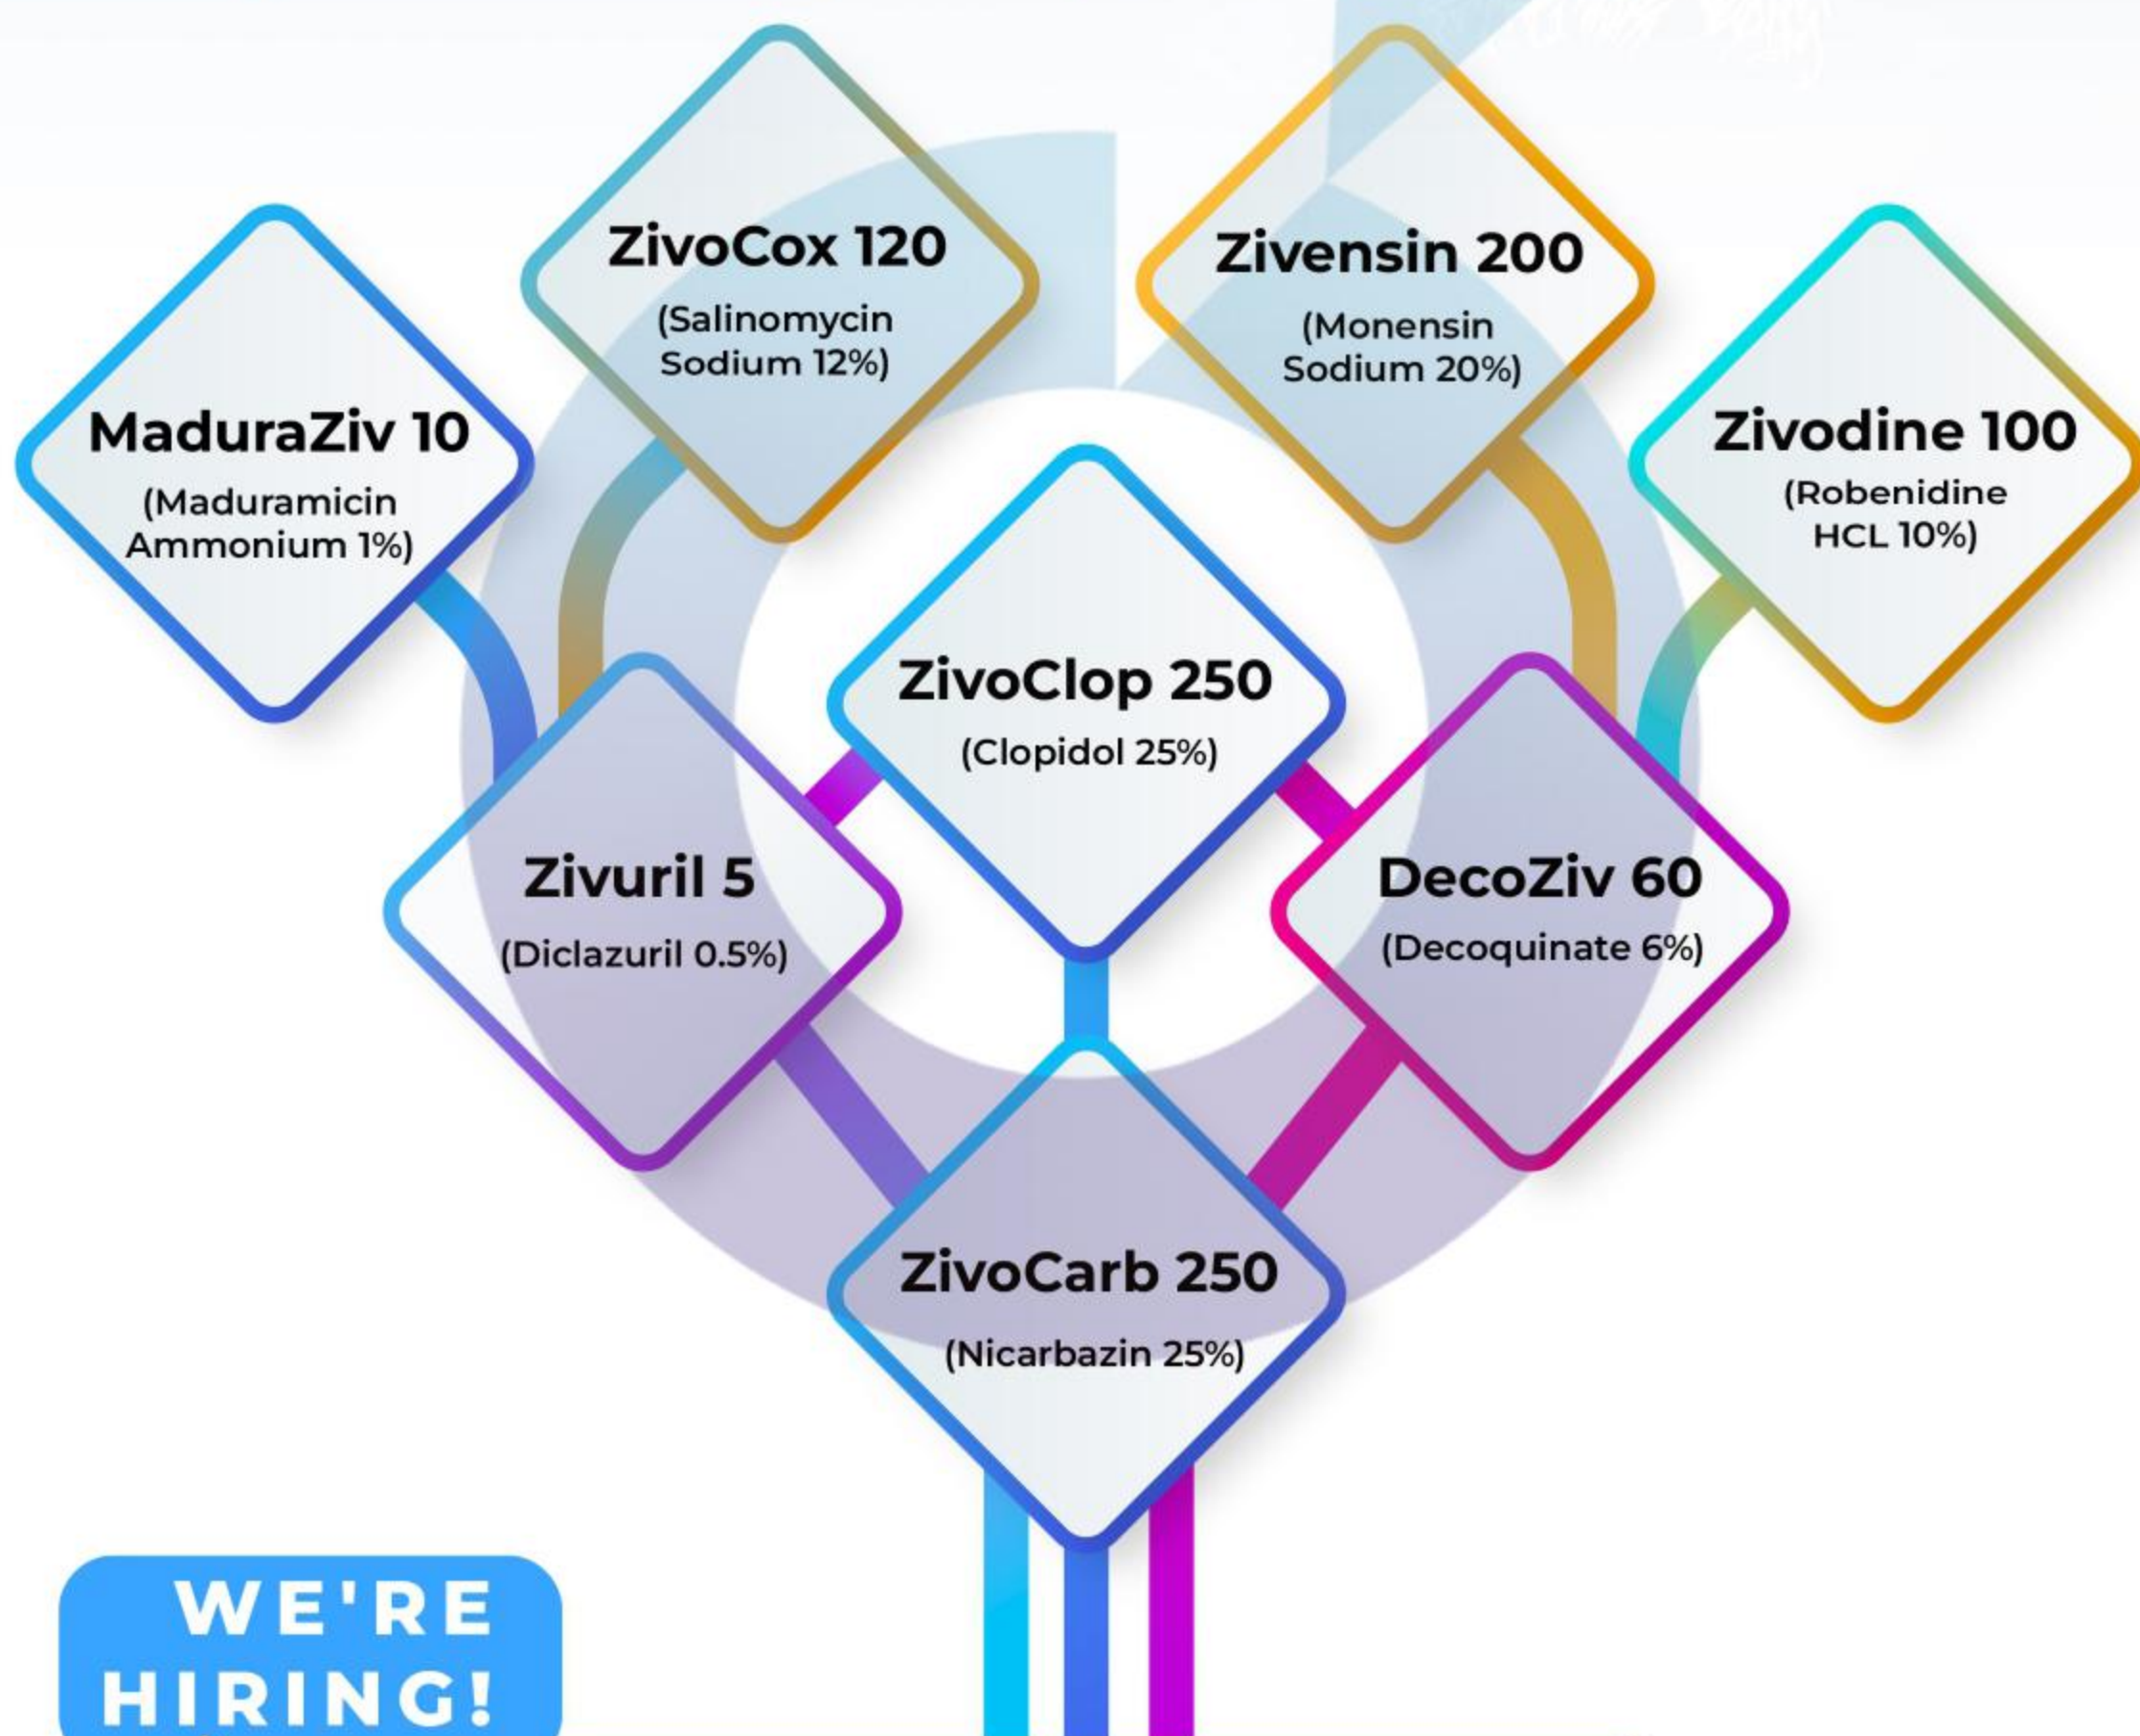 ZivoCox 120
(Salinomycin
Sodium 12%)
Zivensin 200
(Monensin
Sodium 20%)
MaduraZiv 10
(Maduramicin
Ammonium 1%)
Zivodine 100
(Robenidine
HCL 10%)
ZivoClop 250
(Clopidol 25%)
Zivuril 5
(Diclazuril 0.5%)
DecoZiv 60
(Decoquinate 6%)
ZivoCarb 250
(Nicarbazin 25%)
WE'RE
HIRING!